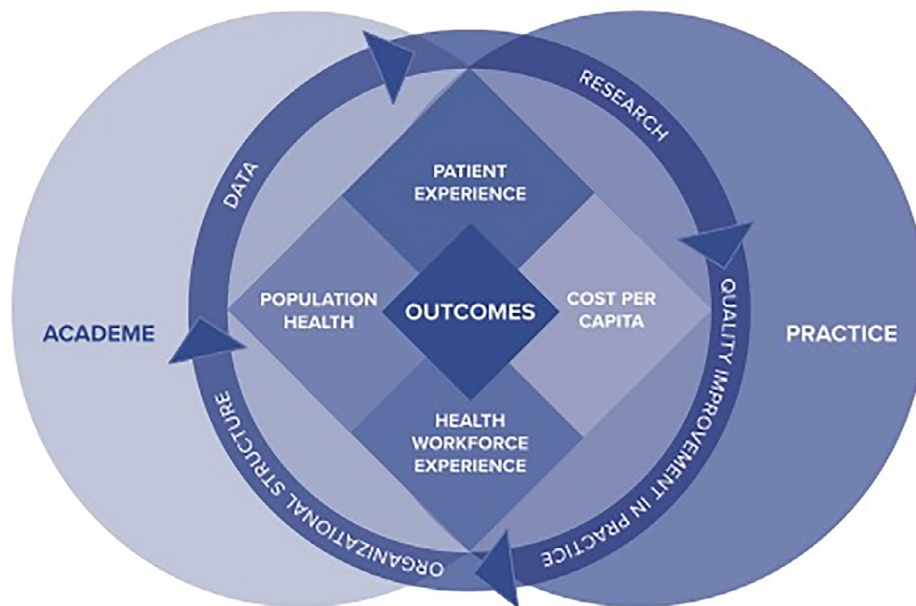 RESEARCH
DATA
PATIENT
EXPERIENCE
POPULATION
HEALTH
OUTCOMES
COST PER
CAPITA
ACADEME
PRACTICE
HEALTH
WORKFORCE
EXPERIENCE
QUALITY IMPROVEMENT IN PRACTICE
ORGANIZATIONAL STRUCTURE